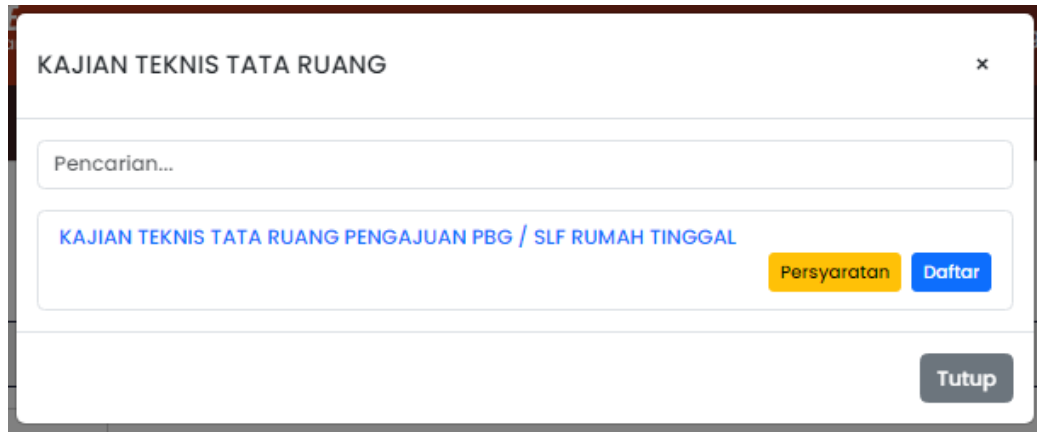 KAJIAN TEKNIS TATA RUANG
×
Pencarian...
KAJIAN TEKNIS TATA RUANG PENGAJUAN PBG / SLF RUMAH TINGGAL
Persyaratan Daftar
Tutup